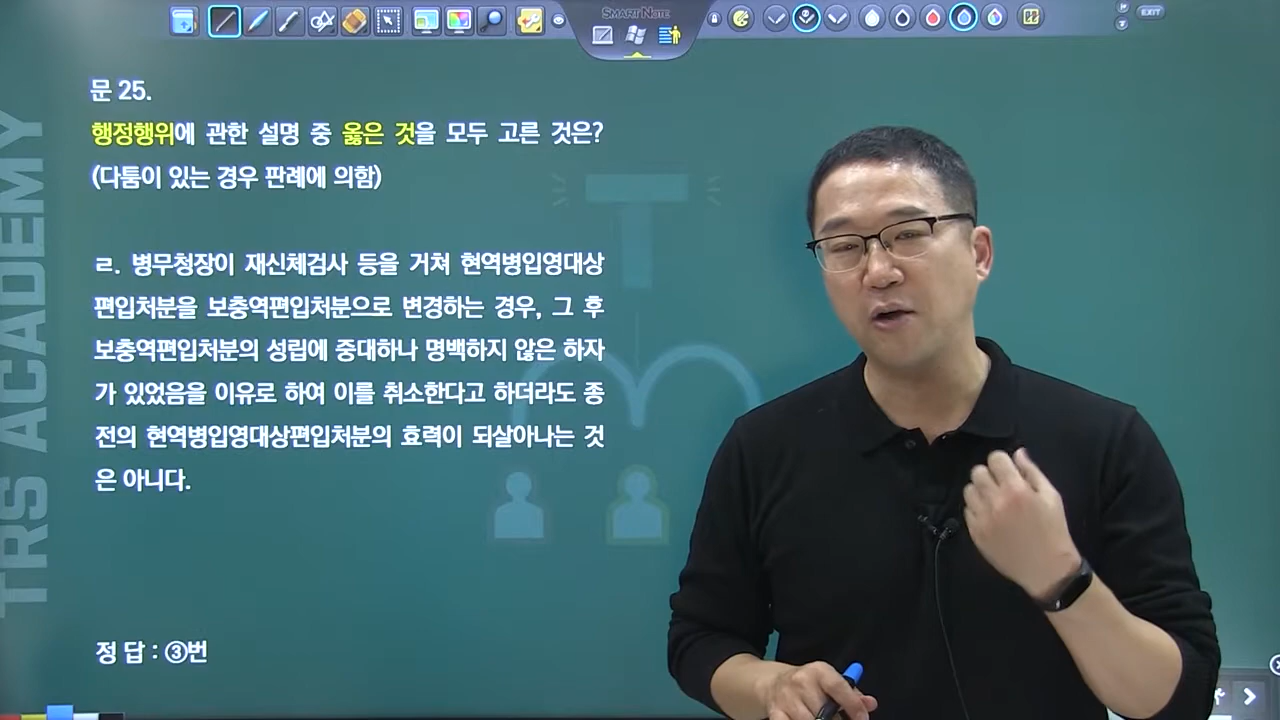 SMARTNOTE
EXIT
문 25.
행정행위에 관한 설명 중 옳은 것을 모두 고른 것은?
(다툼이 있는 경우 판례에 의함)
ㄹ. 병무청장이 재신체검사 등을 거쳐 현역병입영대상
편입처분을 보충역편입처분으로 변경하는 경우, 그 후
보충역편입처분의 성립에 중대하나 명백하지 않은 하자
가 있었음을 이유로 하여 이를 취소한다고 하더라도 종
전의 현역병입영대상편입처분의 효력이 되살아나는 것
은 아니다.
정 답 : ③번
TRS ACADEMY